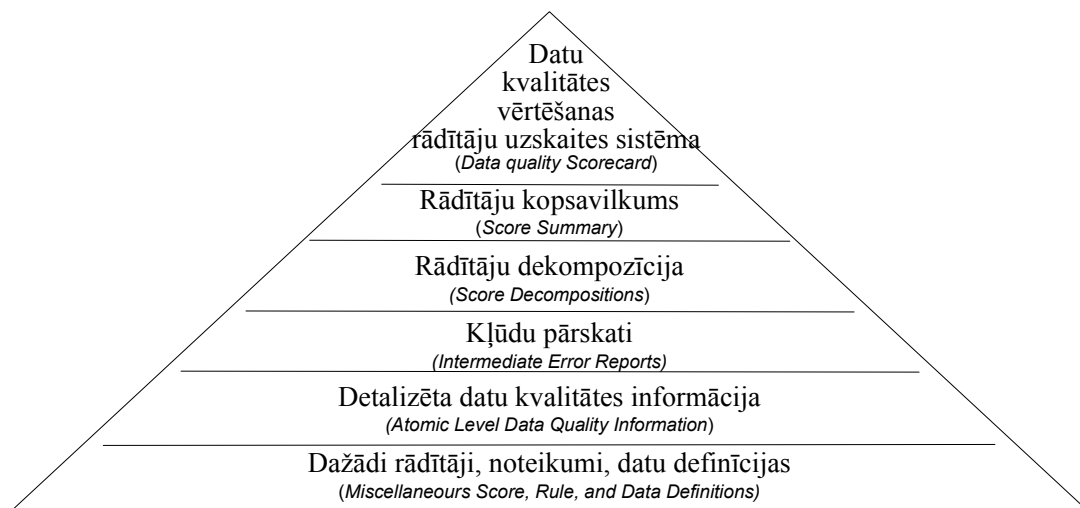 Datu
kvalitātes
vērtēšanas
rādītāju uzskaites sistēma
(Data quality Scorecard)
Rādītāju kopsavilkums
(Score Summary)
Rādītāju dekompozīcija
(Score Decompositions)
Kļūdu pārskati
(Intermediate Error Reports)
Detalizēta datu kvalitātes informācija
(Atomic Level Data Quality Information)
Dažādi rādītāji, noteikumi, datu definīcijas
(Miscellaneours Score, Rule, and Data Definitions)